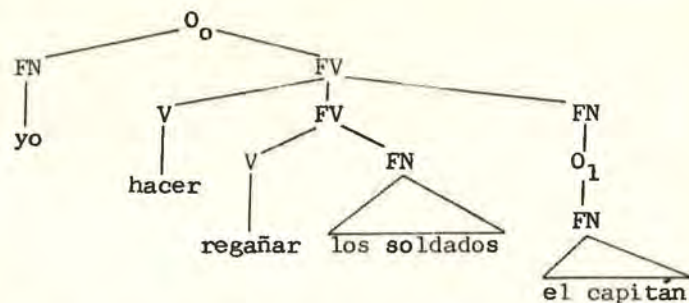 O₀
FN FV
V FV FN
yo
V FN O₁
hacer
FN
regañar los soldados
el capitán